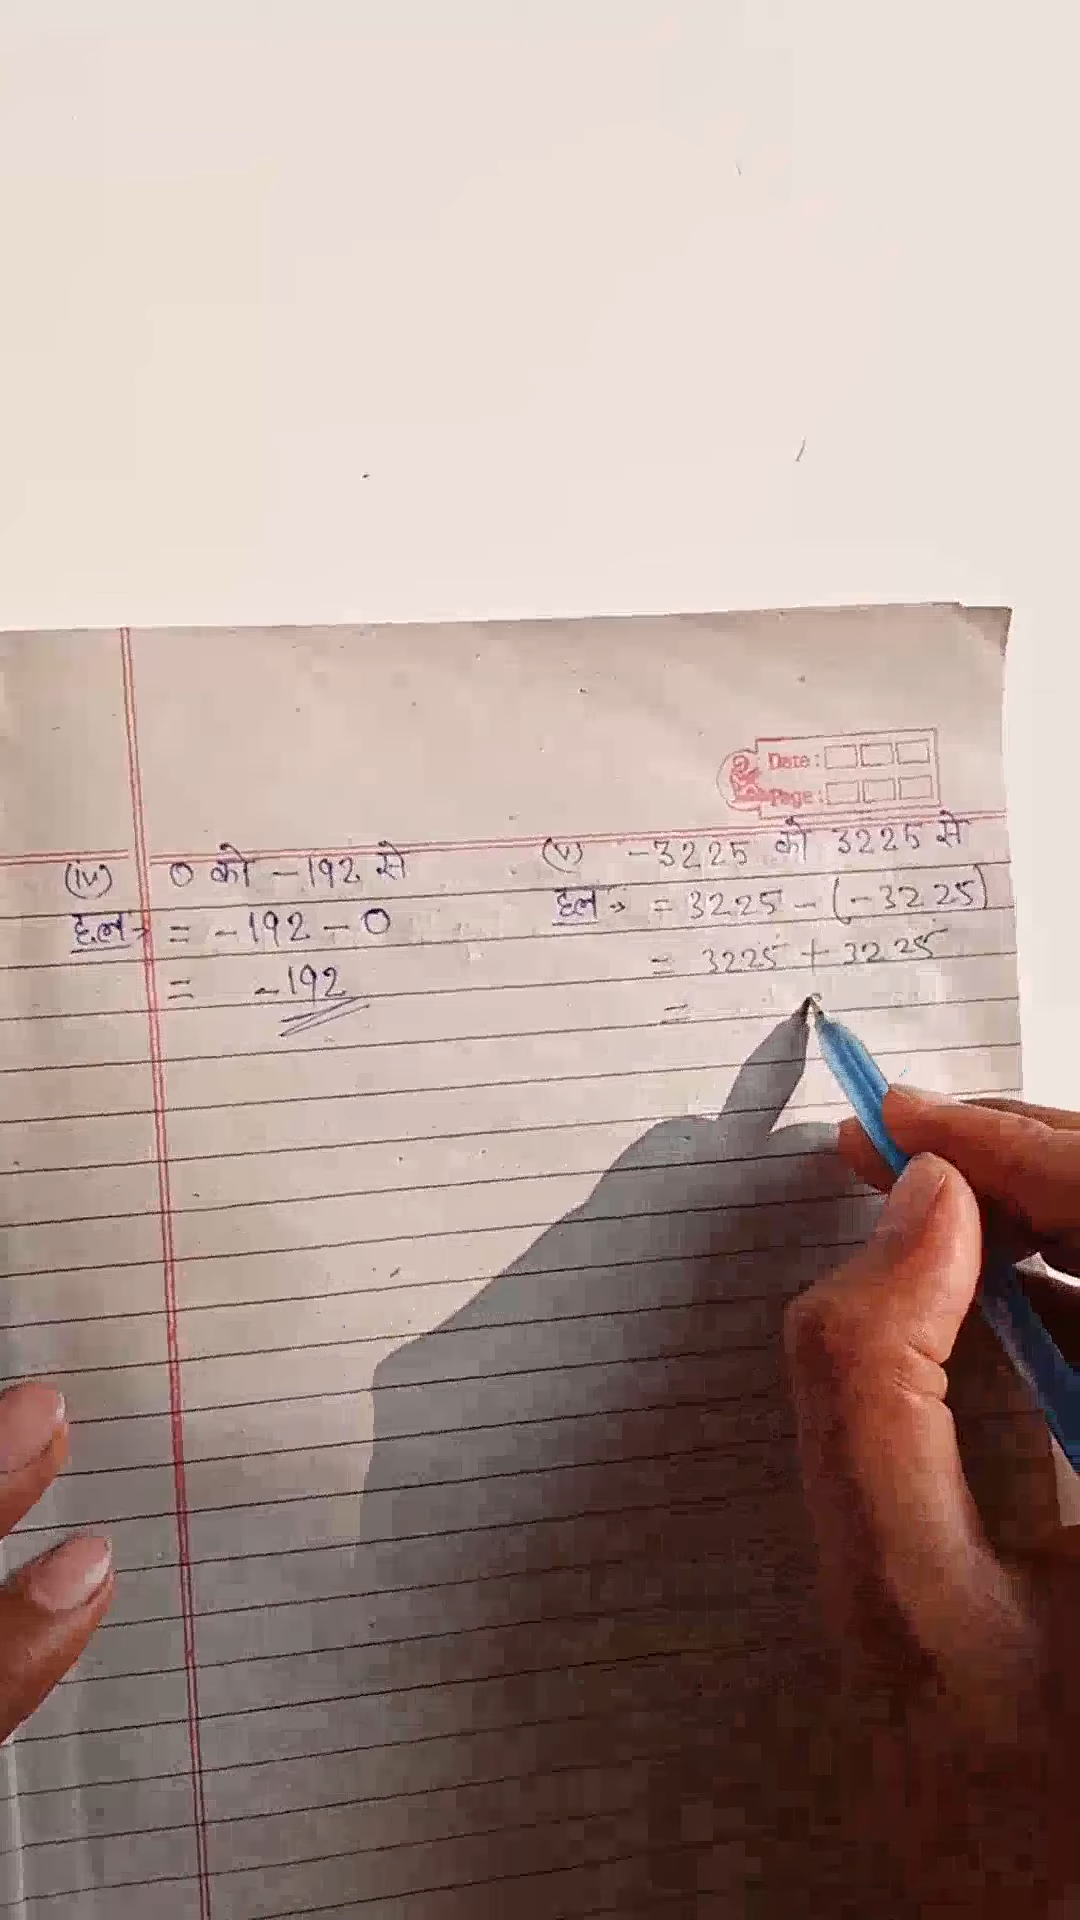 Date:
Page:
(iv) 0 को -192 से
हल→ = -192 - 0
= -192
(v) -3225 को 3225 से
हल→ = 3225 - (-3225)
= 3225 + 3225
=